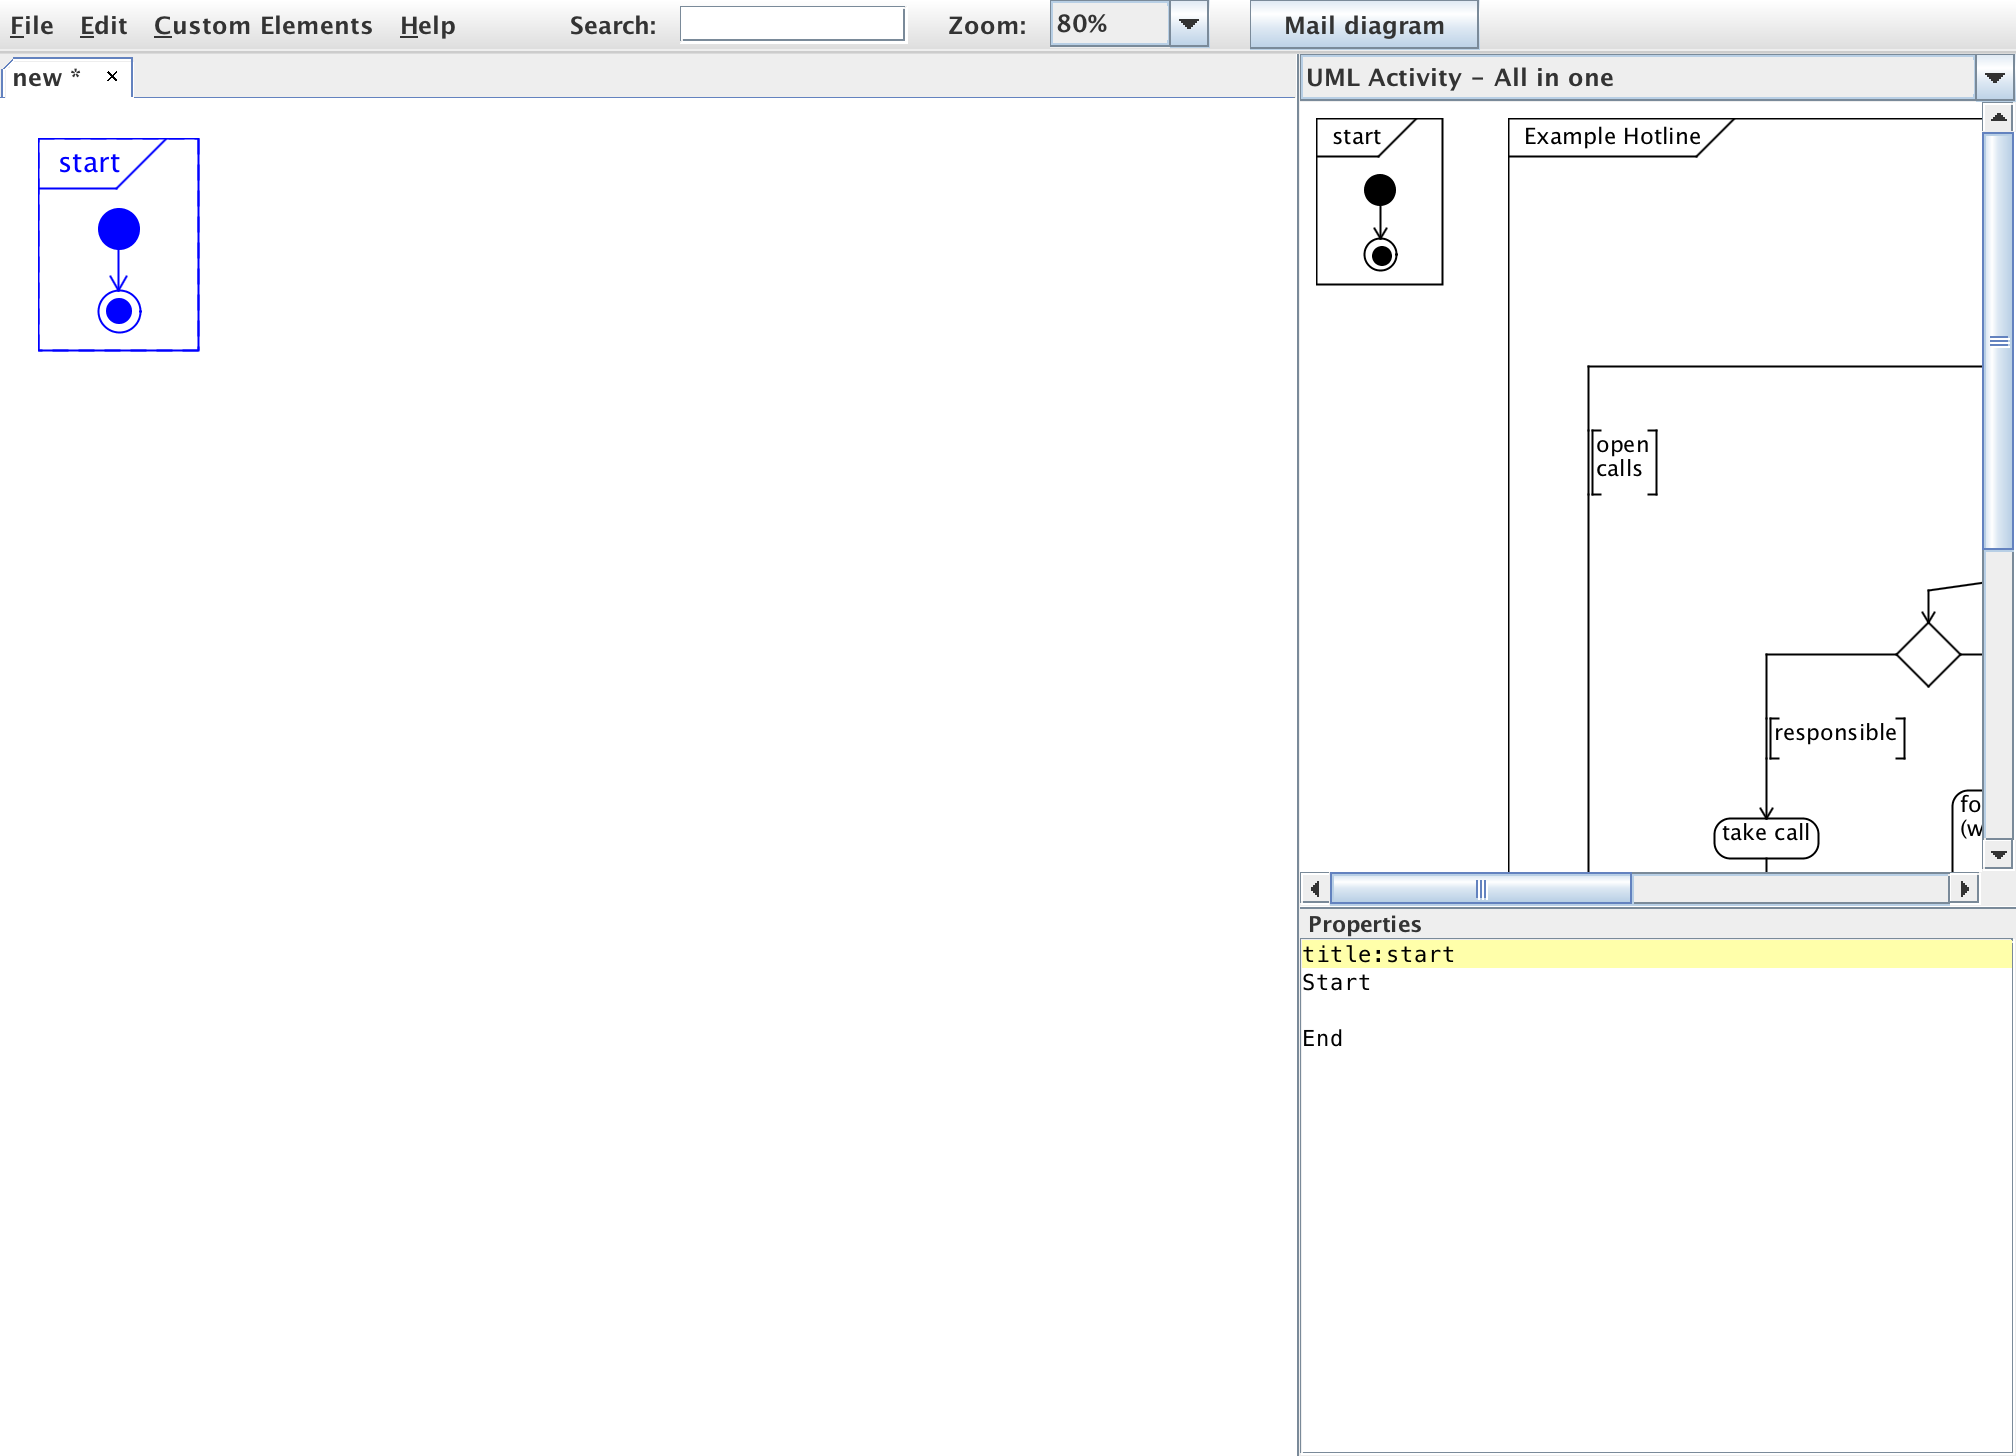 File Edit Custom Elements Help Search: Zoom: 80% Mail diagram
new *
start
UML Activity - All in one
start
Example Hotline
open
calls
responsible
take call
fo
(w
Properties
title:start
Start
End